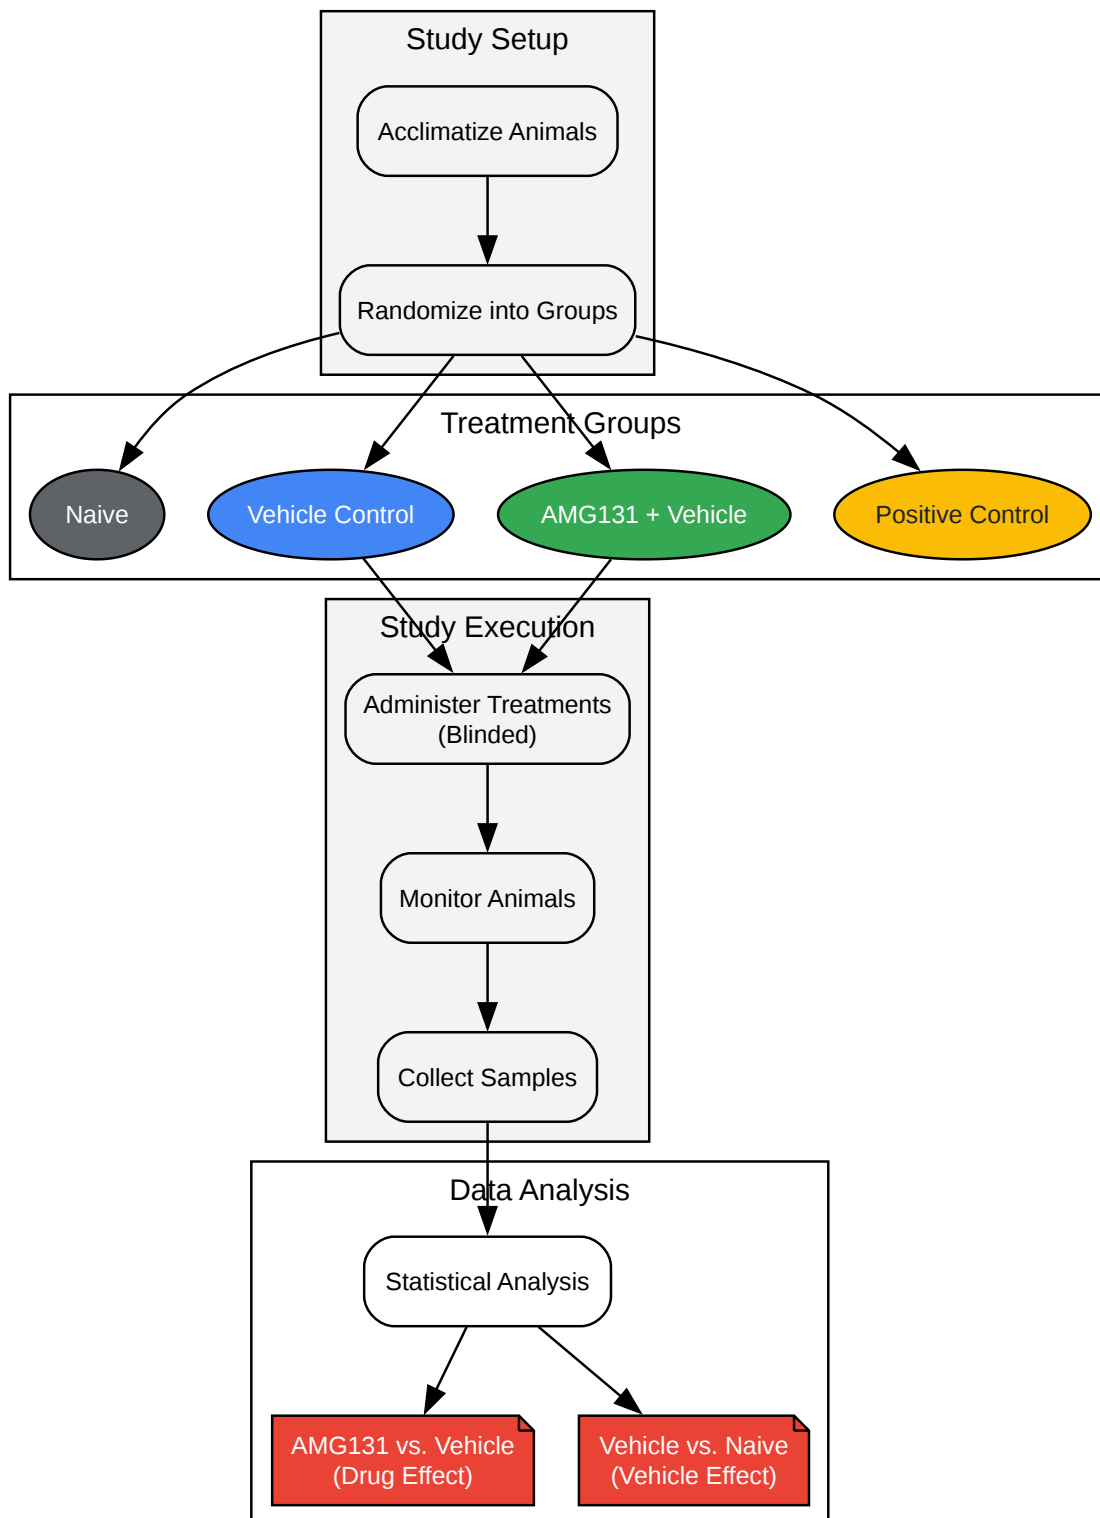 Study Setup
Acclimatize Animals
Randomize into Groups
Treatment Groups
Naive
Vehicle Control
AMG131 + Vehicle
Positive Control
Study Execution
Administer Treatments
(Blinded)
Monitor Animals
Collect Samples
Data Analysis
Statistical Analysis
AMG131 vs. Vehicle
(Drug Effect)
Vehicle vs. Naive
(Vehicle Effect)